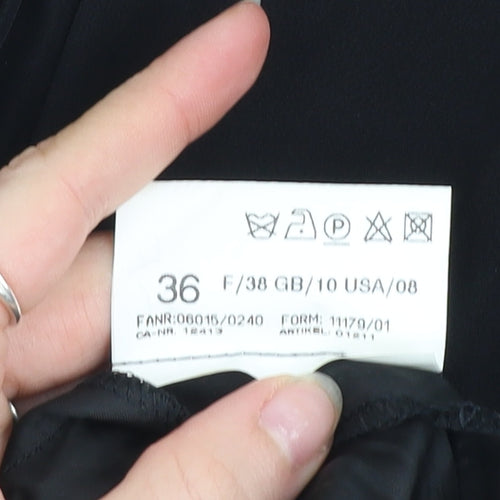 P
36 F/38 GB/10 USA/08
FANR:06015/0240 FORM: 11179/01
CA-NR. 12413 ARTIKEL: 01211